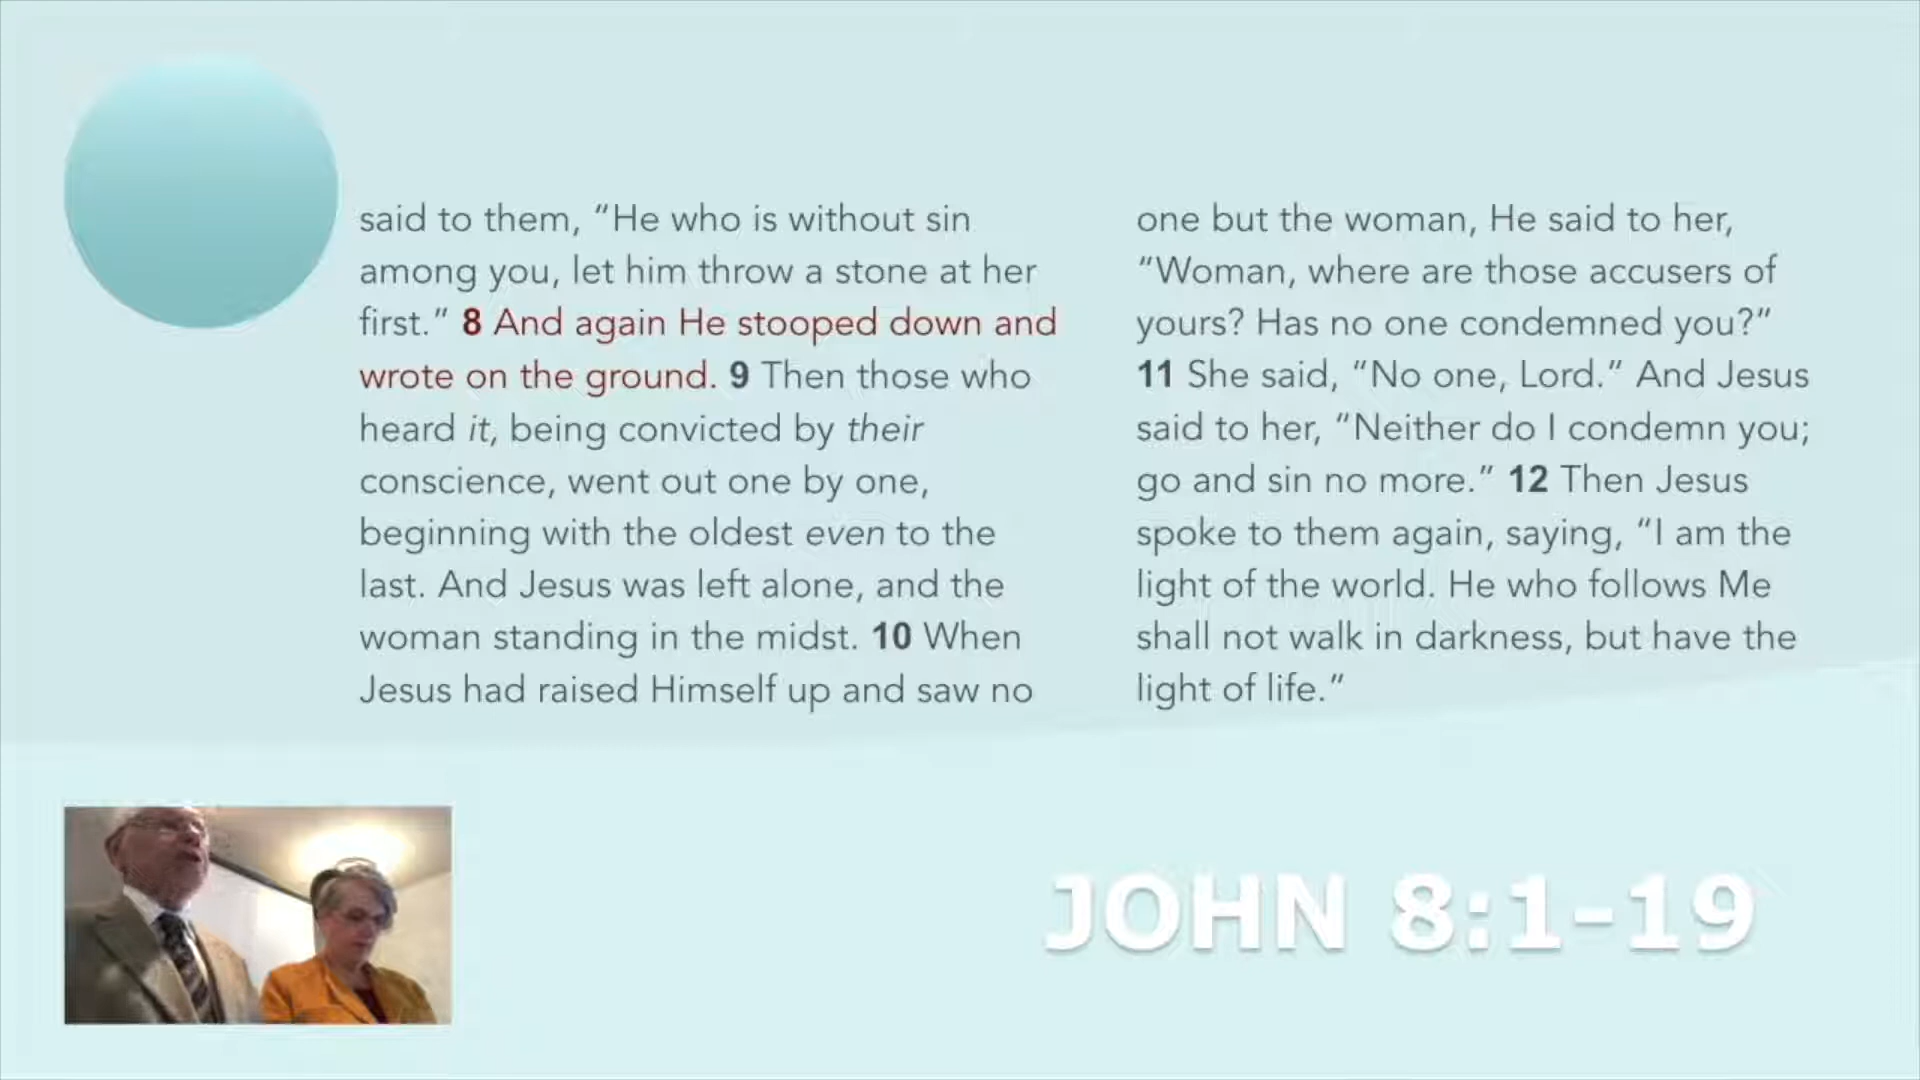 said to them, “He who is without sin
among you, let him throw a stone at her
first.” 8 And again He stooped down and
wrote on the ground. 9 Then those who
heard it, being convicted by their
conscience, went out one by one,
beginning with the oldest even to the
last. And Jesus was left alone, and the
woman standing in the midst. 10 When
Jesus had raised Himself up and saw no
one but the woman, He said to her,
“Woman, where are those accusers of
yours? Has no one condemned you?”
11 She said, “No one, Lord.” And Jesus
said to her, “Neither do I condemn you;
go and sin no more.” 12 Then Jesus
spoke to them again, saying, “I am the
light of the world. He who follows Me
shall not walk in darkness, but have the
light of life.”
JOHN 8:1-19